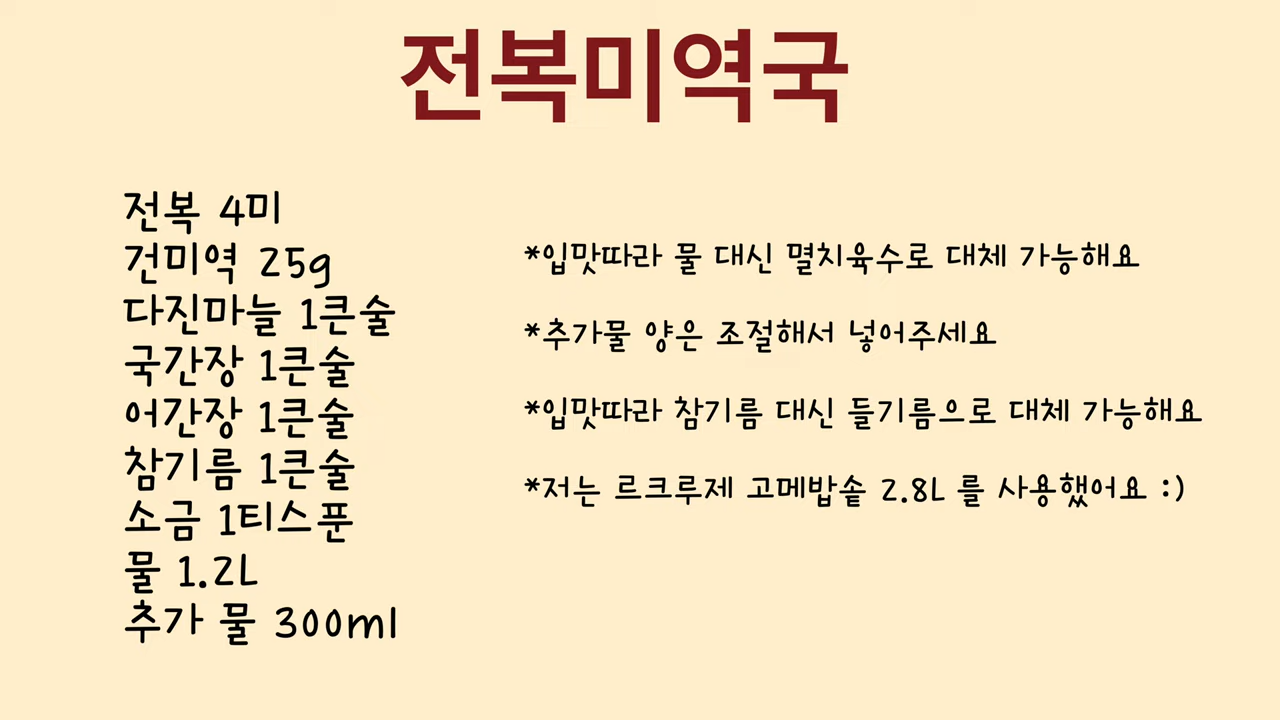 전복미역국
전복 4미
건미역 25g
다진마늘 1큰술
국간장 1큰술
어간장 1큰술
참기름 1큰술
소금 1티스푼
물 1.2L
추가 물 300ml
*입맛따라 물 대신 멸치육수로 대체 가능해요
*추가물 양은 조절해서 넣어주세요
*입맛따라 참기름 대신 들기름으로 대체 가능해요
*저는 르크루제 고메밥솥 2.8L 를 사용했어요 :)